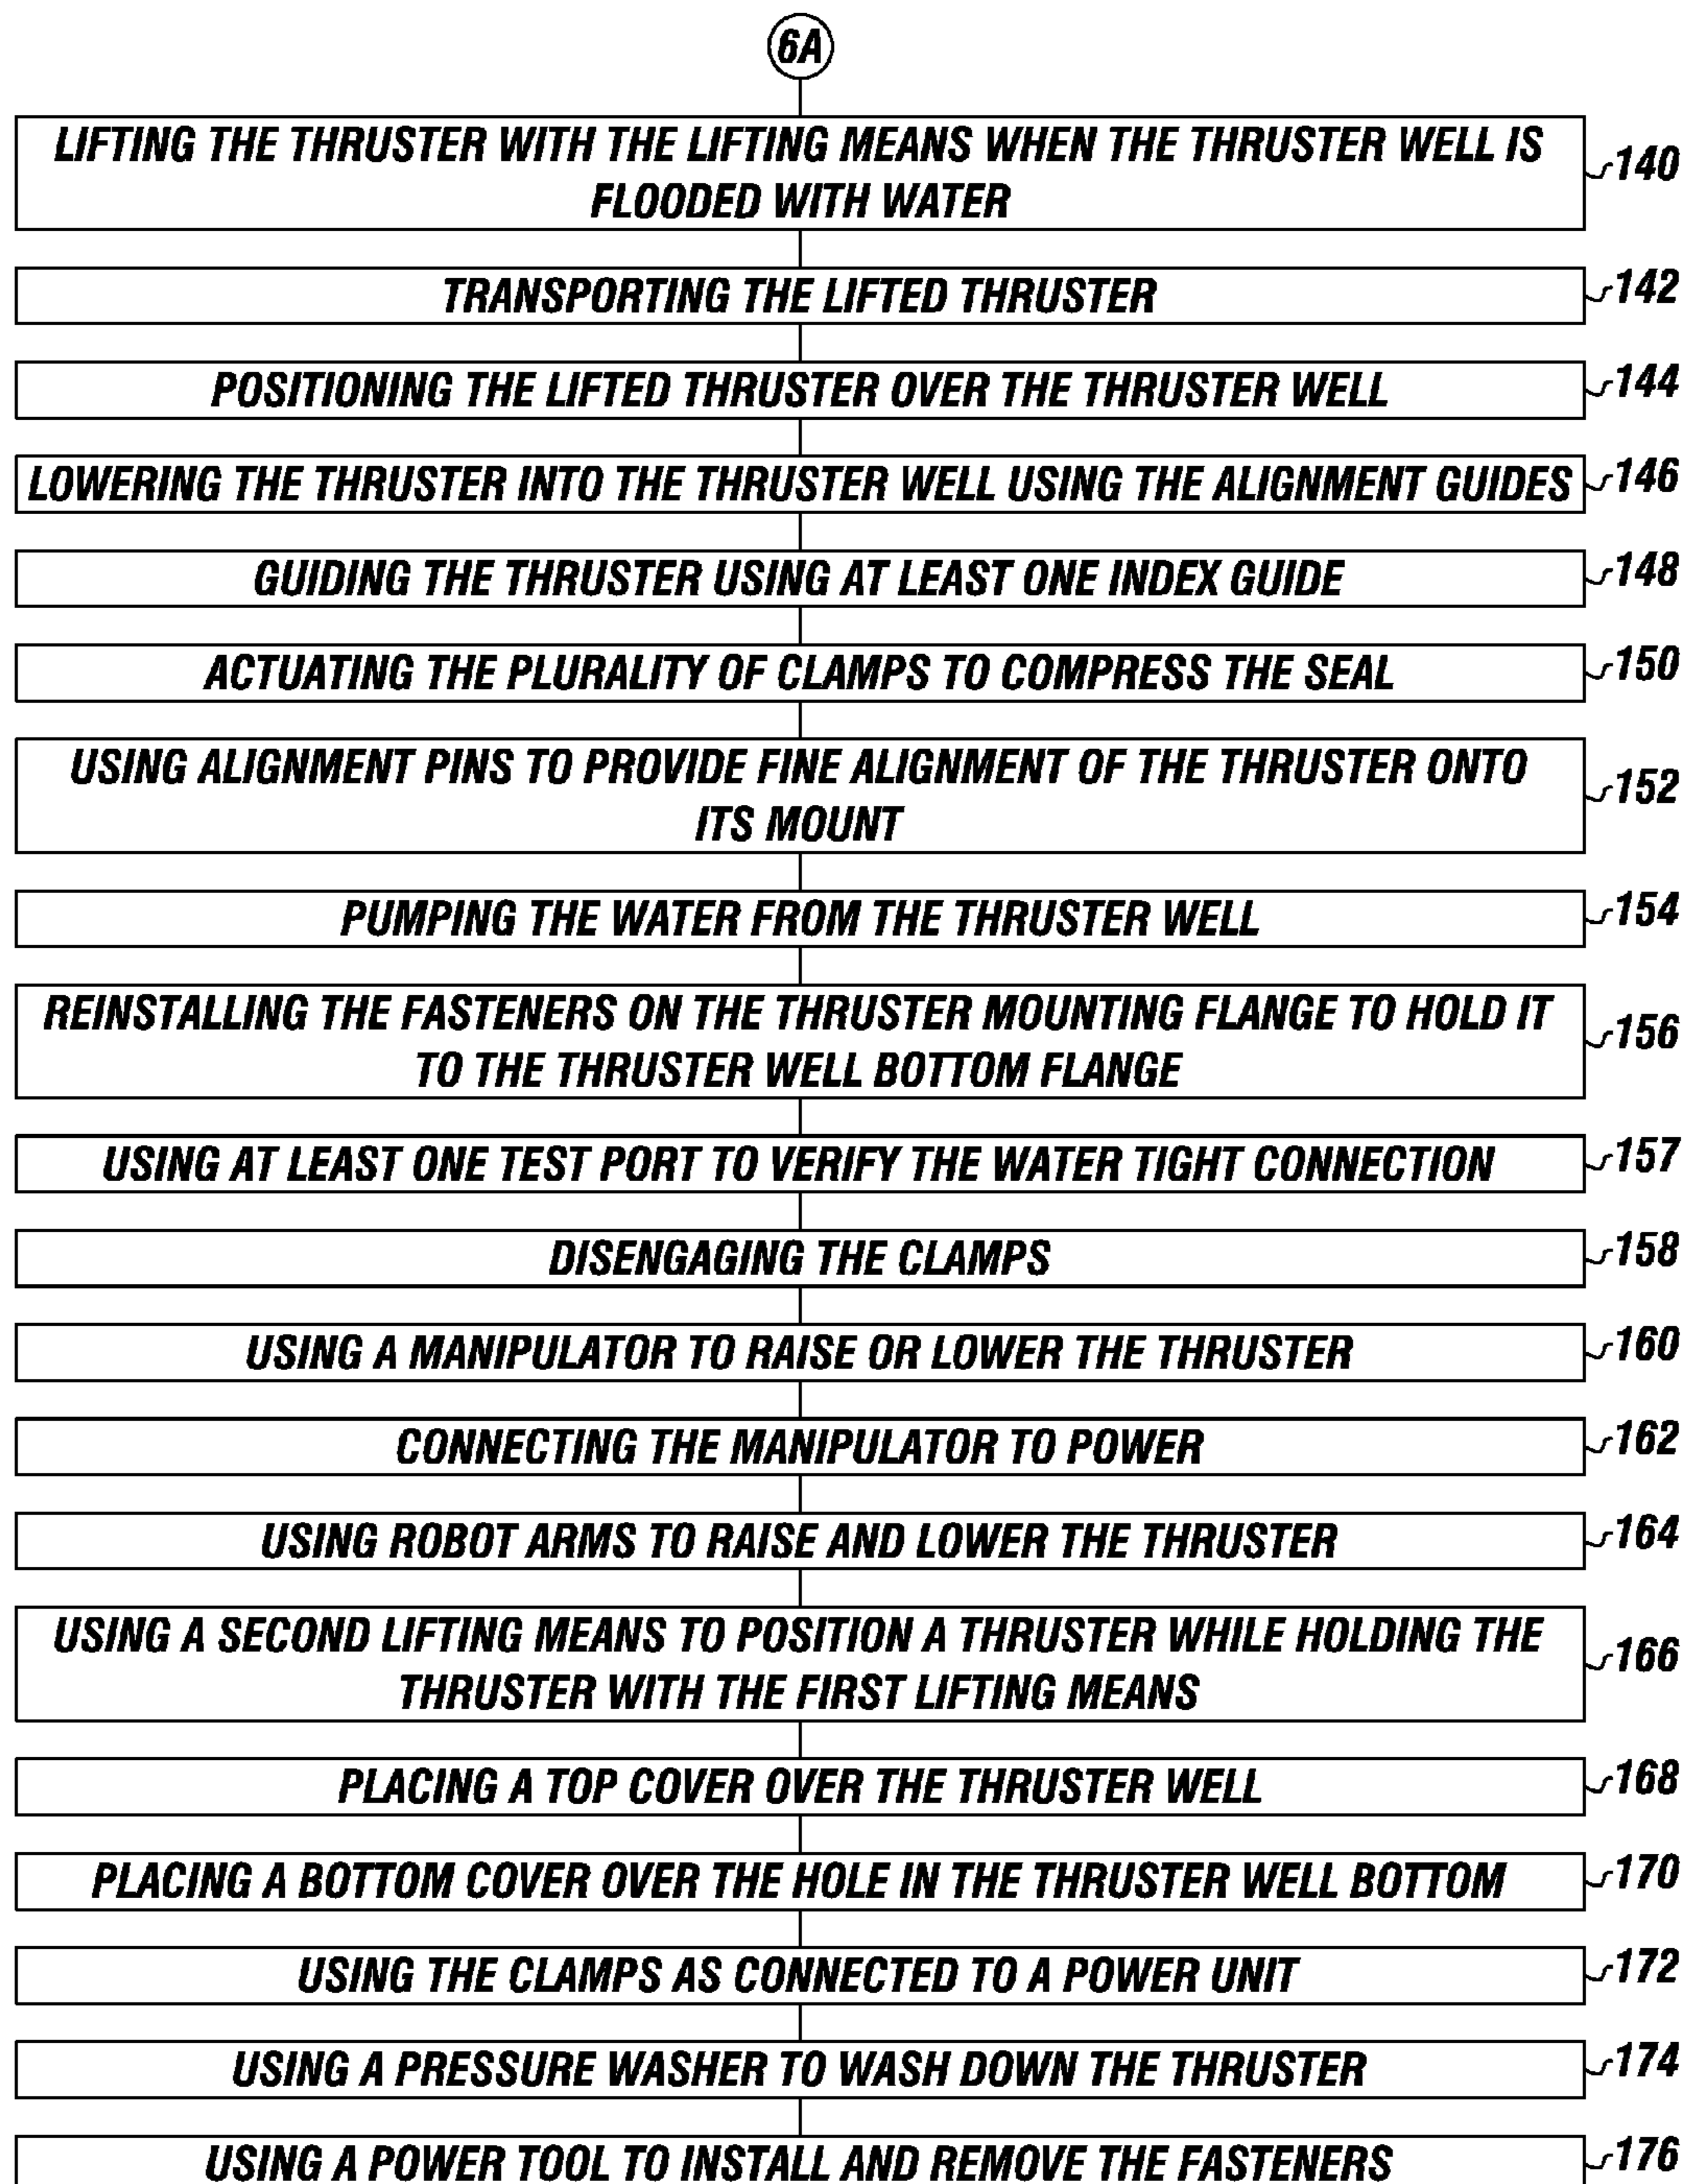 6A
LIFTING THE THRUSTER WITH THE LIFTING MEANS WHEN THE THRUSTER WELL IS
FLOODED WITH WATER
140
TRANSPORTING THE LIFTED THRUSTER
142
POSITIONING THE LIFTED THRUSTER OVER THE THRUSTER WELL
144
LOWERING THE THRUSTER INTO THE THRUSTER WELL USING THE ALIGNMENT GUIDES
146
GUIDING THE THRUSTER USING AT LEAST ONE INDEX GUIDE
148
ACTUATING THE PLURALITY OF CLAMPS TO COMPRESS THE SEAL
150
USING ALIGNMENT PINS TO PROVIDE FINE ALIGNMENT OF THE THRUSTER ONTO
ITS MOUNT
152
PUMPING THE WATER FROM THE THRUSTER WELL
154
REINSTALLING THE FASTENERS ON THE THRUSTER MOUNTING FLANGE TO HOLD IT
TO THE THRUSTER WELL BOTTOM FLANGE
156
USING AT LEAST ONE TEST PORT TO VERIFY THE WATER TIGHT CONNECTION
157
DISENGAGING THE CLAMPS
158
USING A MANIPULATOR TO RAISE OR LOWER THE THRUSTER
160
CONNECTING THE MANIPULATOR TO POWER
162
USING ROBOT ARMS TO RAISE AND LOWER THE THRUSTER
164
USING A SECOND LIFTING MEANS TO POSITION A THRUSTER WHILE HOLDING THE
THRUSTER WITH THE FIRST LIFTING MEANS
166
PLACING A TOP COVER OVER THE THRUSTER WELL
168
PLACING A BOTTOM COVER OVER THE HOLE IN THE THRUSTER WELL BOTTOM
170
USING THE CLAMPS AS CONNECTED TO A POWER UNIT
172
USING A PRESSURE WASHER TO WASH DOWN THE THRUSTER
174
USING A POWER TOOL TO INSTALL AND REMOVE THE FASTENERS
176